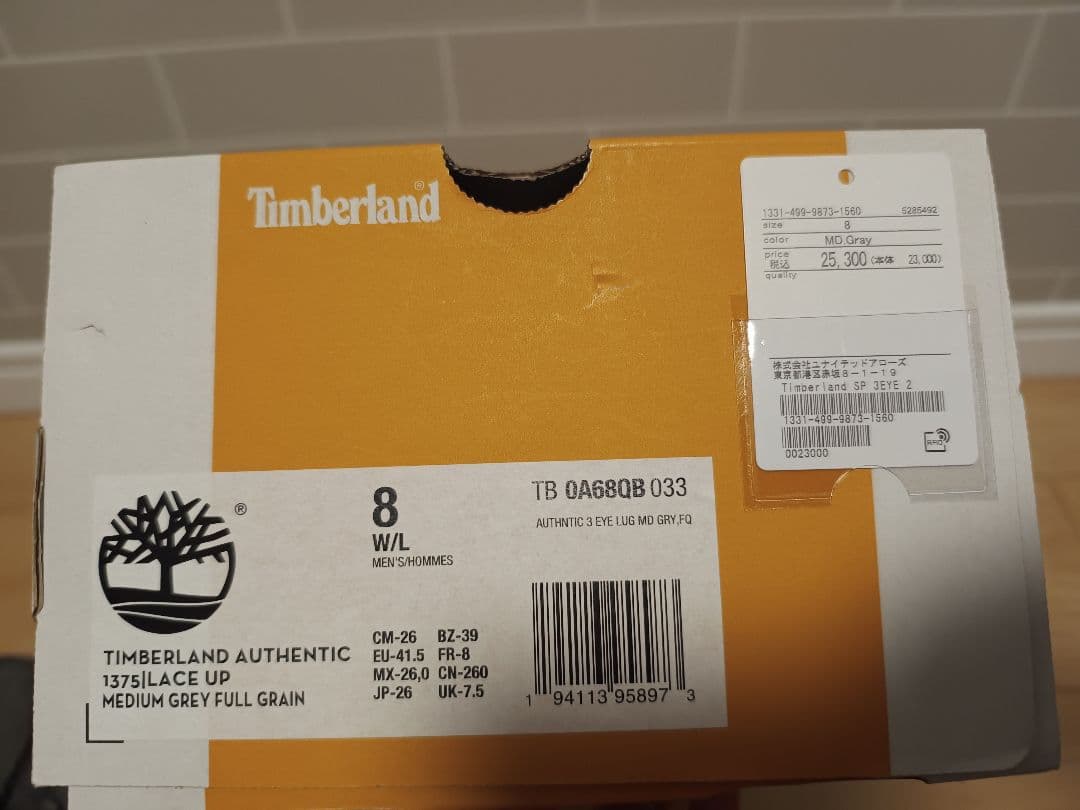 Timberland®
1331-499-9873-1560 5285492
size 8
color MD.Gray
price
税込 25,300 (本体 23,000)
quality
株式会社ユナイテッドアローズ
東京都港区赤坂8-1-19
Timberland SP 3EYE 2
1331-499-9873-1560
0023000
RFID
®
8
W/L
MEN'S/HOMMES
TB 0A68QB 033
AUTHNTIC 3 EYE LUG MD GRY,FQ
TIMBERLAND AUTHENTIC
1375|LACE UP
MEDIUM GREY FULL GRAIN
CM-26 BZ-39
EU-41.5 FR-8
MX-26,0 CN-260
JP-26 UK-7.5
1 94113 95897 3